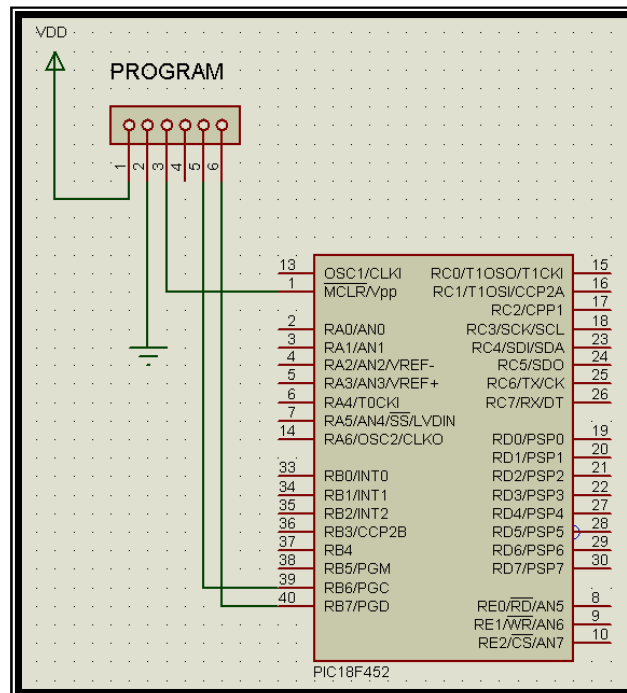 VDD
PROGRAM
1 2 3 4 5 6
13 OSC1/CLKI RC0/T1OSO/T1CKI 15
1 MCLR/Vpp RC1/T1OSI/CCP2A 16
RC2/CPP1 17
2 RA0/AN0 RC3/SCK/SCL 18
3 RA1/AN1 RC4/SDI/SDA 23
4 RA2/AN2/VREF- RC5/SDO 24
5 RA3/AN3/VREF+ RC6/TX/CK 25
6 RA4/T0CKI RC7/RX/DT 26
7 RA5/AN4/SS/LVDIN
14 RA6/OSC2/CLKO RD0/PSP0 19
RD1/PSP1 20
33 RB0/INT0 RD2/PSP2 21
34 RB1/INT1 RD3/PSP3 22
35 RB2/INT2 RD4/PSP4 27
36 RB3/CCP2B RD5/PSP5 28
37 RB4 RD6/PSP6 29
38 RB5/PGM RD7/PSP7 30
39 RB6/PGC
40 RB7/PGD RE0/RD/AN5 8
RE1/WR/AN6 9
RE2/CS/AN7 10
PIC18F452